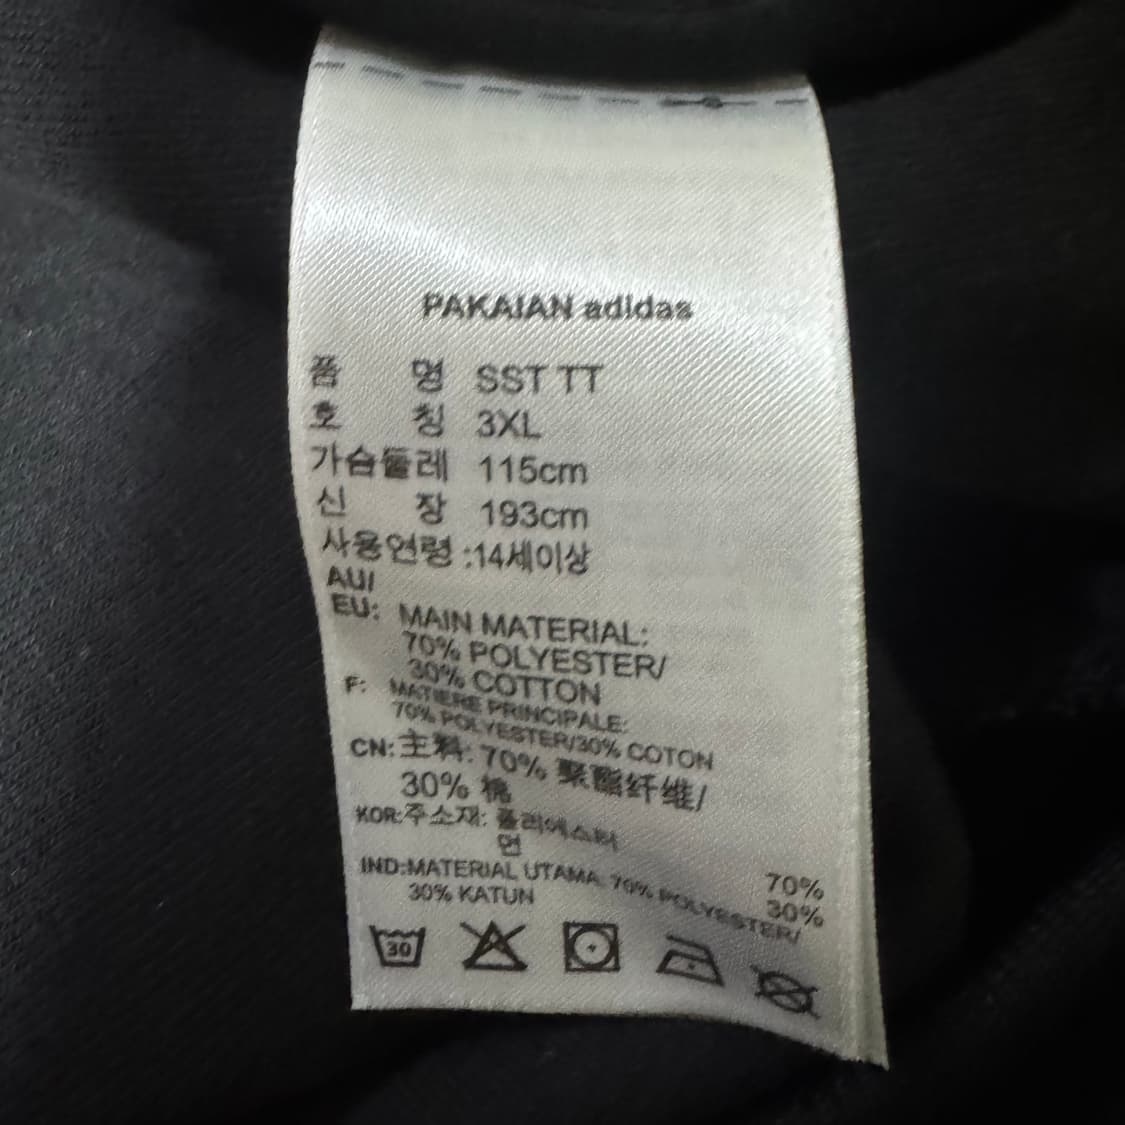 PAKAIAN adidas
품 명 SST TT
호 칭 3XL
가슴둘레 115cm
신 장 193cm
사용연령 :14세이상
AU/
EU: MAIN MATERIAL:
70% POLYESTER/
30% COTTON
F: MATIERE PRINCIPALE:
70% POLYESTER/30% COTON
CN:主料: 70% 聚酯纤维/
30% 棉
KOR:주소재: 폴리에스터 70%
면 30%
IND:MATERIAL UTAMA: 70% POLYESTER/
30% KATUN
30